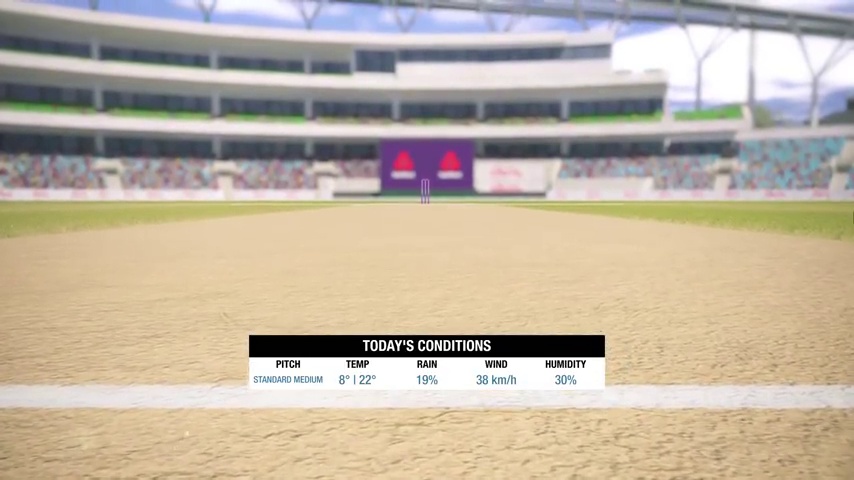 TODAY'S CONDITIONS
PITCH TEMP RAIN WIND HUMIDITY
STANDARD MEDIUM 8° | 22° 19% 38 km/h 30%